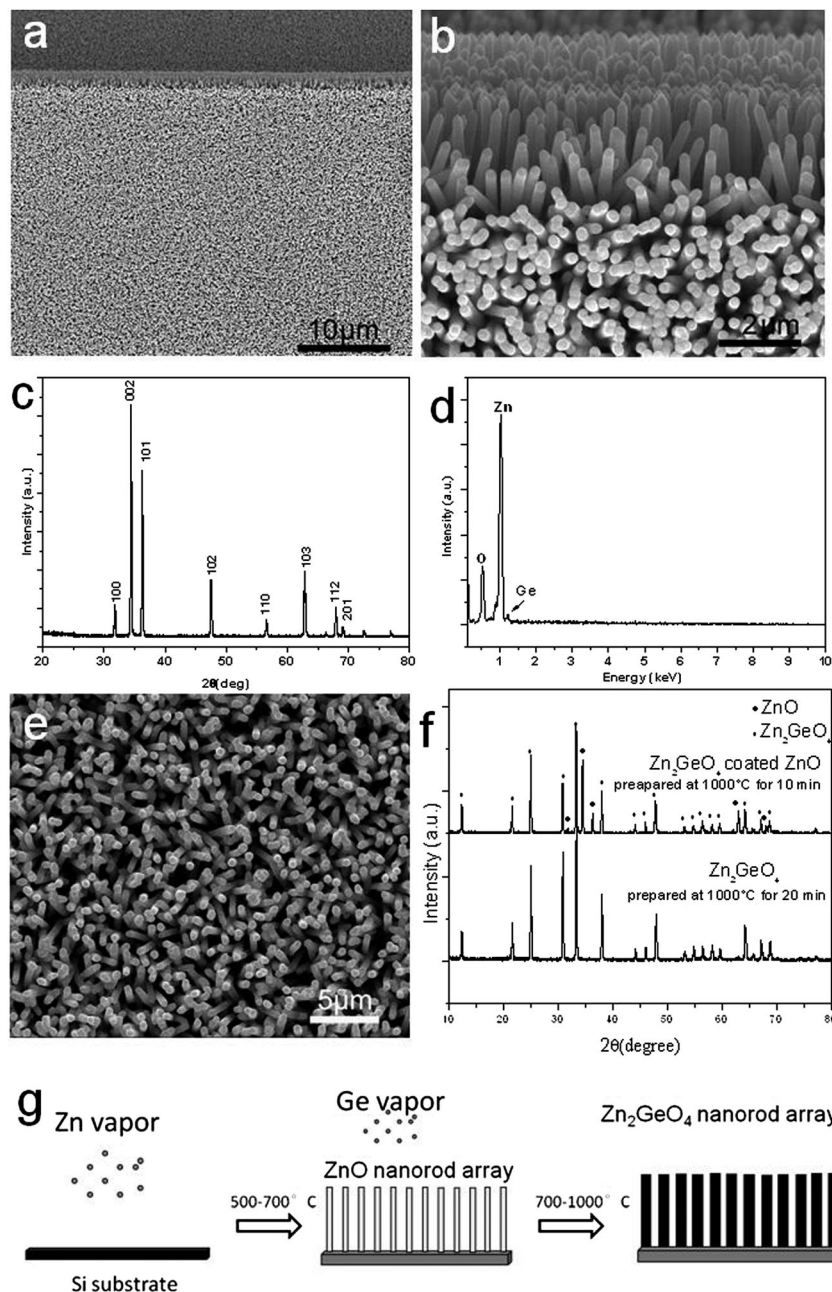 a
10μm
b
2μm
c
Intensity (a.u.)
100
002
101
102
110
103
112
201
20
30
40
50
60
70
80
2θ(deg)
d
Intensity (a.u.)
O
Zn
Ge
0
1
2
3
4
5
6
7
8
9
10
Energy (keV)
e
5μm
f
Intensity (a.u.)
ZnO
Zn₂GeO₄
Zn₂GeO₄ coated ZnO
preapared at 1000°C for 10 min
Zn₂GeO₄
prepared at 1000°C for 20 min
10
20
30
40
50
60
70
80
2θ(degree)
g
Zn vapor
Si substrate
500-700° C
Ge vapor
ZnO nanorod array
700-1000° C
Zn₂GeO₄ nanorod array